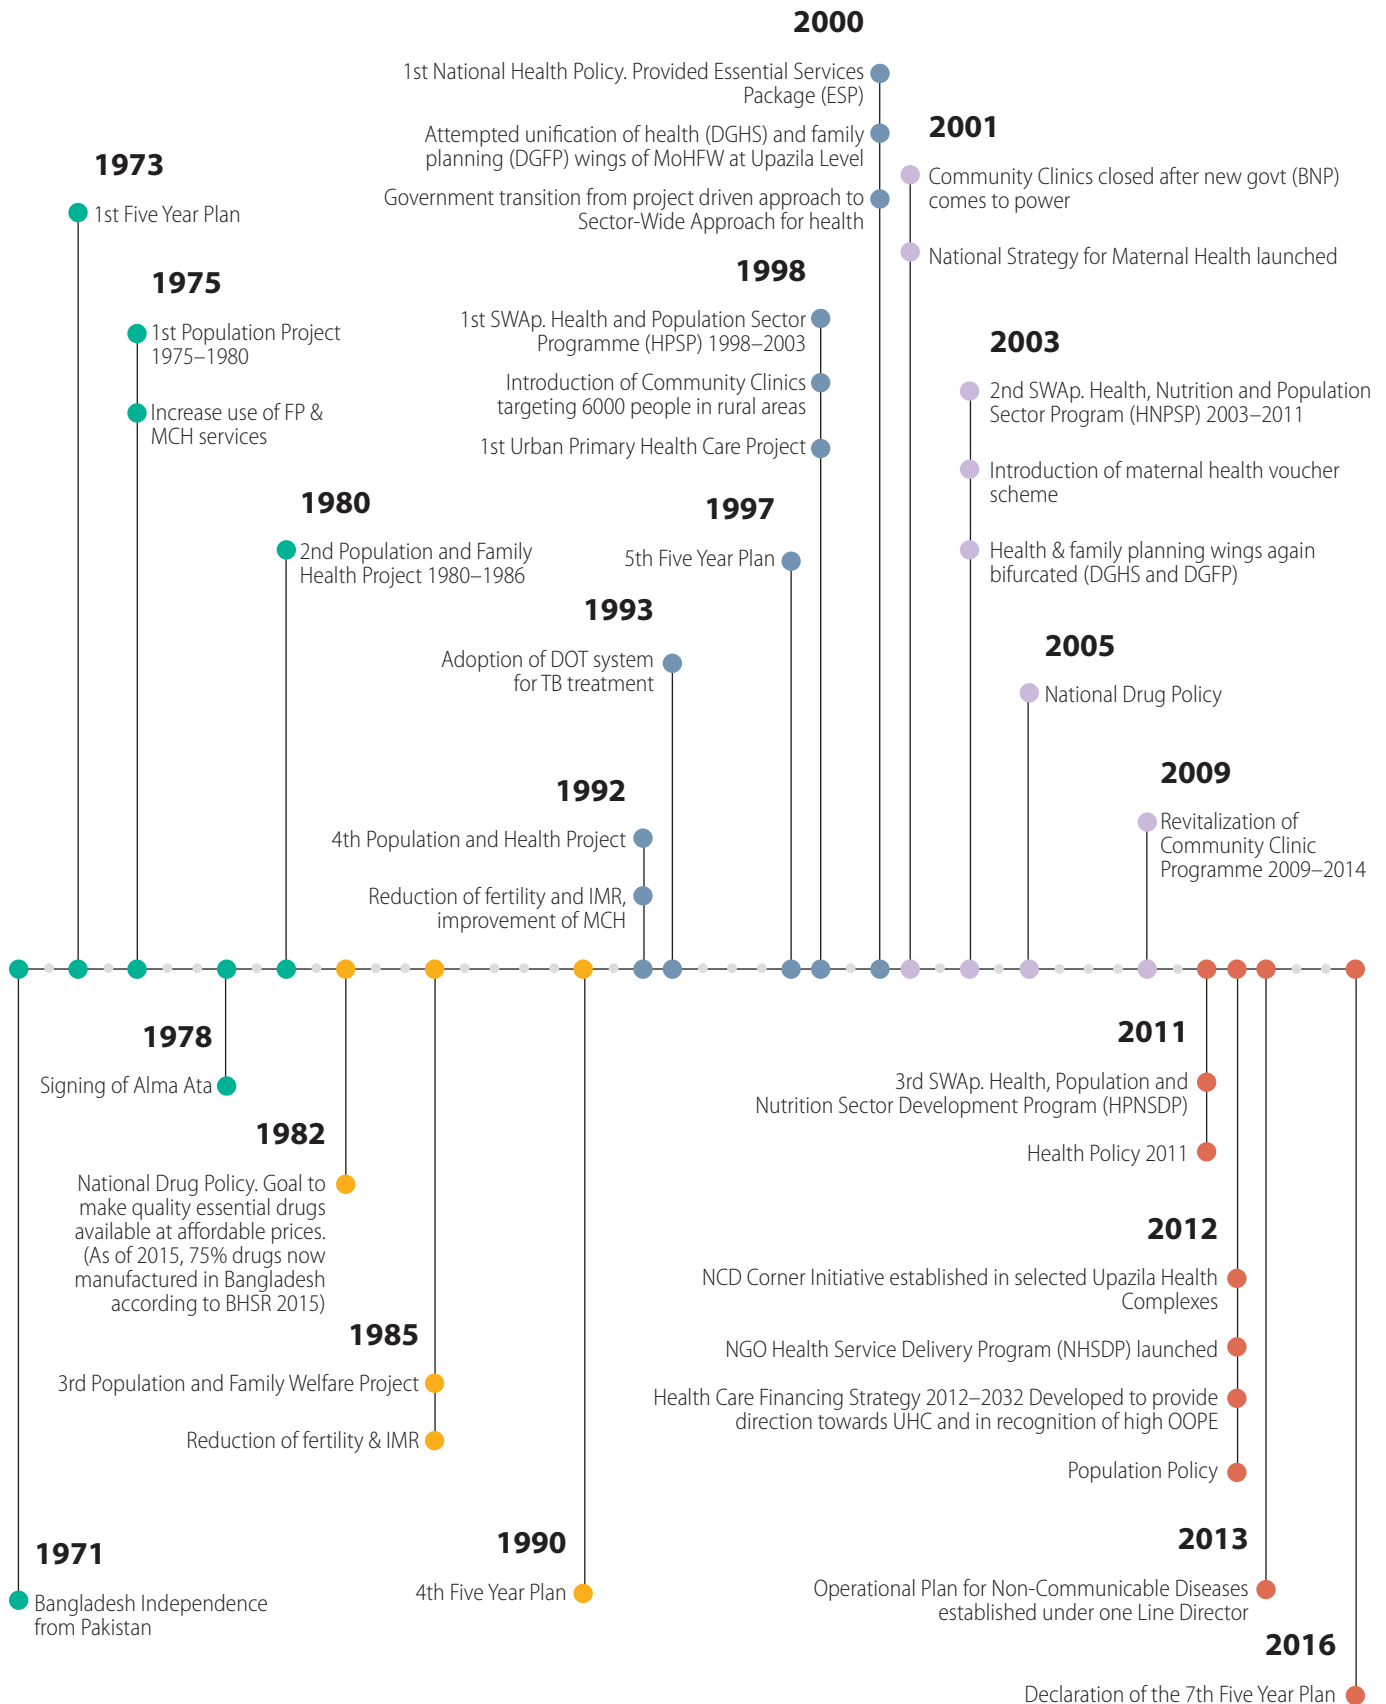 2000
1st National Health Policy. Provided Essential Services
Package (ESP)
Attempted unification of health (DGHS) and family
planning (DGFP) wings of MoHFW at Upazila Level
Government transition from project driven approach to
Sector-Wide Approach for health
2001
Community Clinics closed after new govt (BNP)
comes to power
National Strategy for Maternal Health launched
1973
1st Five Year Plan
1975
1st Population Project
1975–1980
Increase use of FP &
MCH services
1998
1st SWAp. Health and Population Sector
Programme (HPSP) 1998–2003
Introduction of Community Clinics
targeting 6000 people in rural areas
1st Urban Primary Health Care Project
2003
2nd SWAp. Health, Nutrition and Population
Sector Program (HNPSP) 2003–2011
Introduction of maternal health voucher
scheme
Health & family planning wings again
bifurcated (DGHS and DGFP)
1980
2nd Population and Family
Health Project 1980–1986
1997
5th Five Year Plan
1993
Adoption of DOT system
for TB treatment
2005
National Drug Policy
1992
4th Population and Health Project
Reduction of fertility and IMR,
improvement of MCH
2009
Revitalization of
Community Clinic
Programme 2009–2014
1978
Signing of Alma Ata
1982
National Drug Policy. Goal to
make quality essential drugs
available at affordable prices.
(As of 2015, 75% drugs now
manufactured in Bangladesh
according to BHSR 2015)
1985
3rd Population and Family Welfare Project
Reduction of fertility & IMR
1971
Bangladesh Independence
from Pakistan
1990
4th Five Year Plan
2011
3rd SWAp. Health, Population and
Nutrition Sector Development Program (HPNSDP)
Health Policy 2011
2012
NCD Corner Initiative established in selected Upazila Health
Complexes
NGO Health Service Delivery Program (NHSDP) launched
Health Care Financing Strategy 2012–2032 Developed to provide
direction towards UHC and in recognition of high OOPE
Population Policy
2013
Operational Plan for Non-Communicable Diseases
established under one Line Director
2016
Declaration of the 7th Five Year Plan